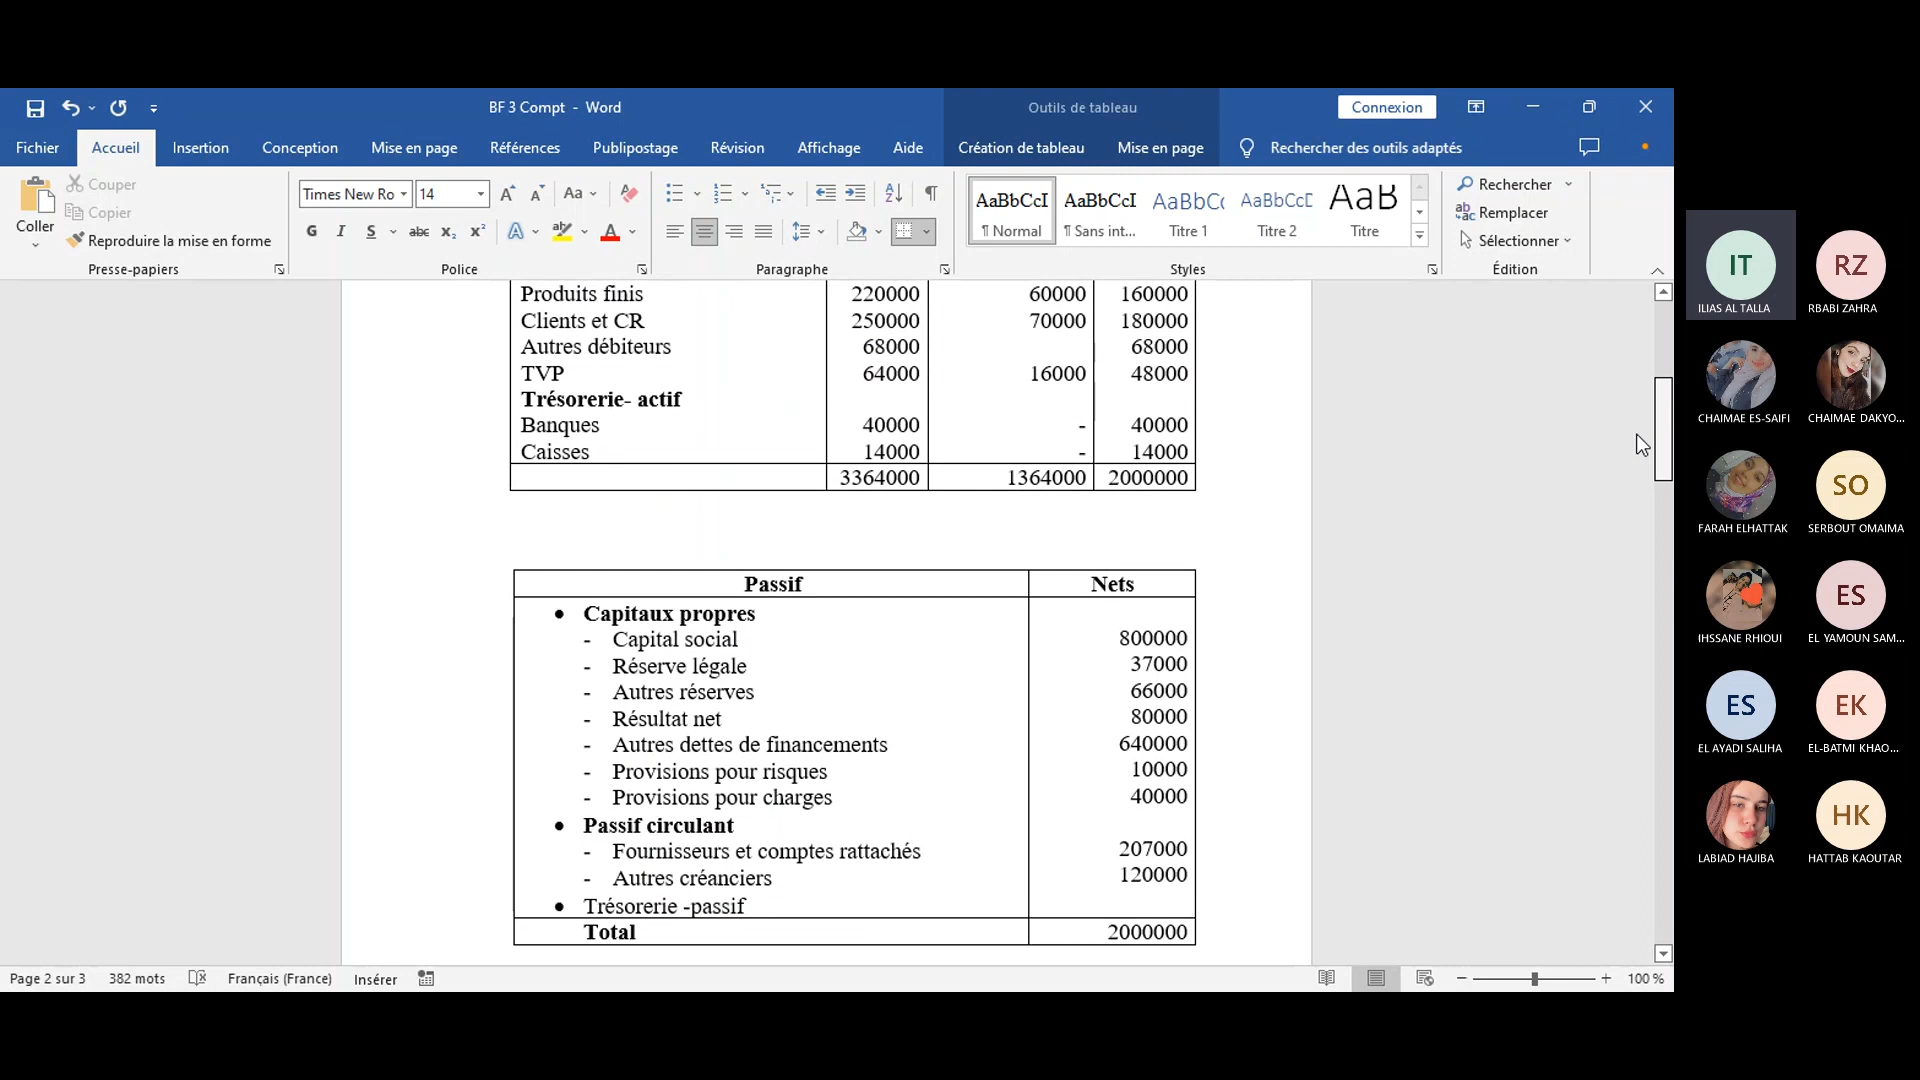 BF 3 Compt - Word
Outils de tableau
Connexion
Fichier Accueil Insertion Conception Mise en page Références Publipostage Révision Affichage Aide Création de tableau Mise en page Rechercher des outils adaptés
Coller
Couper
Copier
Reproduire la mise en forme
Presse-papiers
Times New Ro 14
G I S abc x₂ x²
Police
Paragraphe
AaBbCcI AaBbCcI AaBbCc AaBbCcD AaB
¶ Normal ¶ Sans int... Titre 1 Titre 2 Titre
Styles
Rechercher
Remplacer
Sélectionner
Édition
Produits finis 220000 60000 160000
Clients et CR 250000 70000 180000
Autres débiteurs 68000 68000
TVP 64000 16000 48000
Trésorerie- actif
Banques 40000 - 40000
Caisses 14000 - 14000
3364000 1364000 2000000
Passif Nets
• Capitaux propres
- Capital social 800000
- Réserve légale 37000
- Autres réserves 66000
- Résultat net 80000
- Autres dettes de financements 640000
- Provisions pour risques 10000
- Provisions pour charges 40000
• Passif circulant
- Fournisseurs et comptes rattachés 207000
- Autres créanciers 120000
• Trésorerie -passif
Total 2000000
Page 2 sur 3 382 mots Français (France) Insérer 100 %
IT RZ
ILIAS AL TALLA RBABI ZAHRA
CHAIMAE ES-SAIFI CHAIMAE DAKYO...
SO
FARAH ELHATTAK SERBOUT OMAIMA
ES
IHSSANE RHIOUI EL YAMOUN SAM...
ES EK
EL AYADI SALIHA EL-BATMI KHAO...
HK
LABIAD HAJIBA HATTAB KAOUTAR